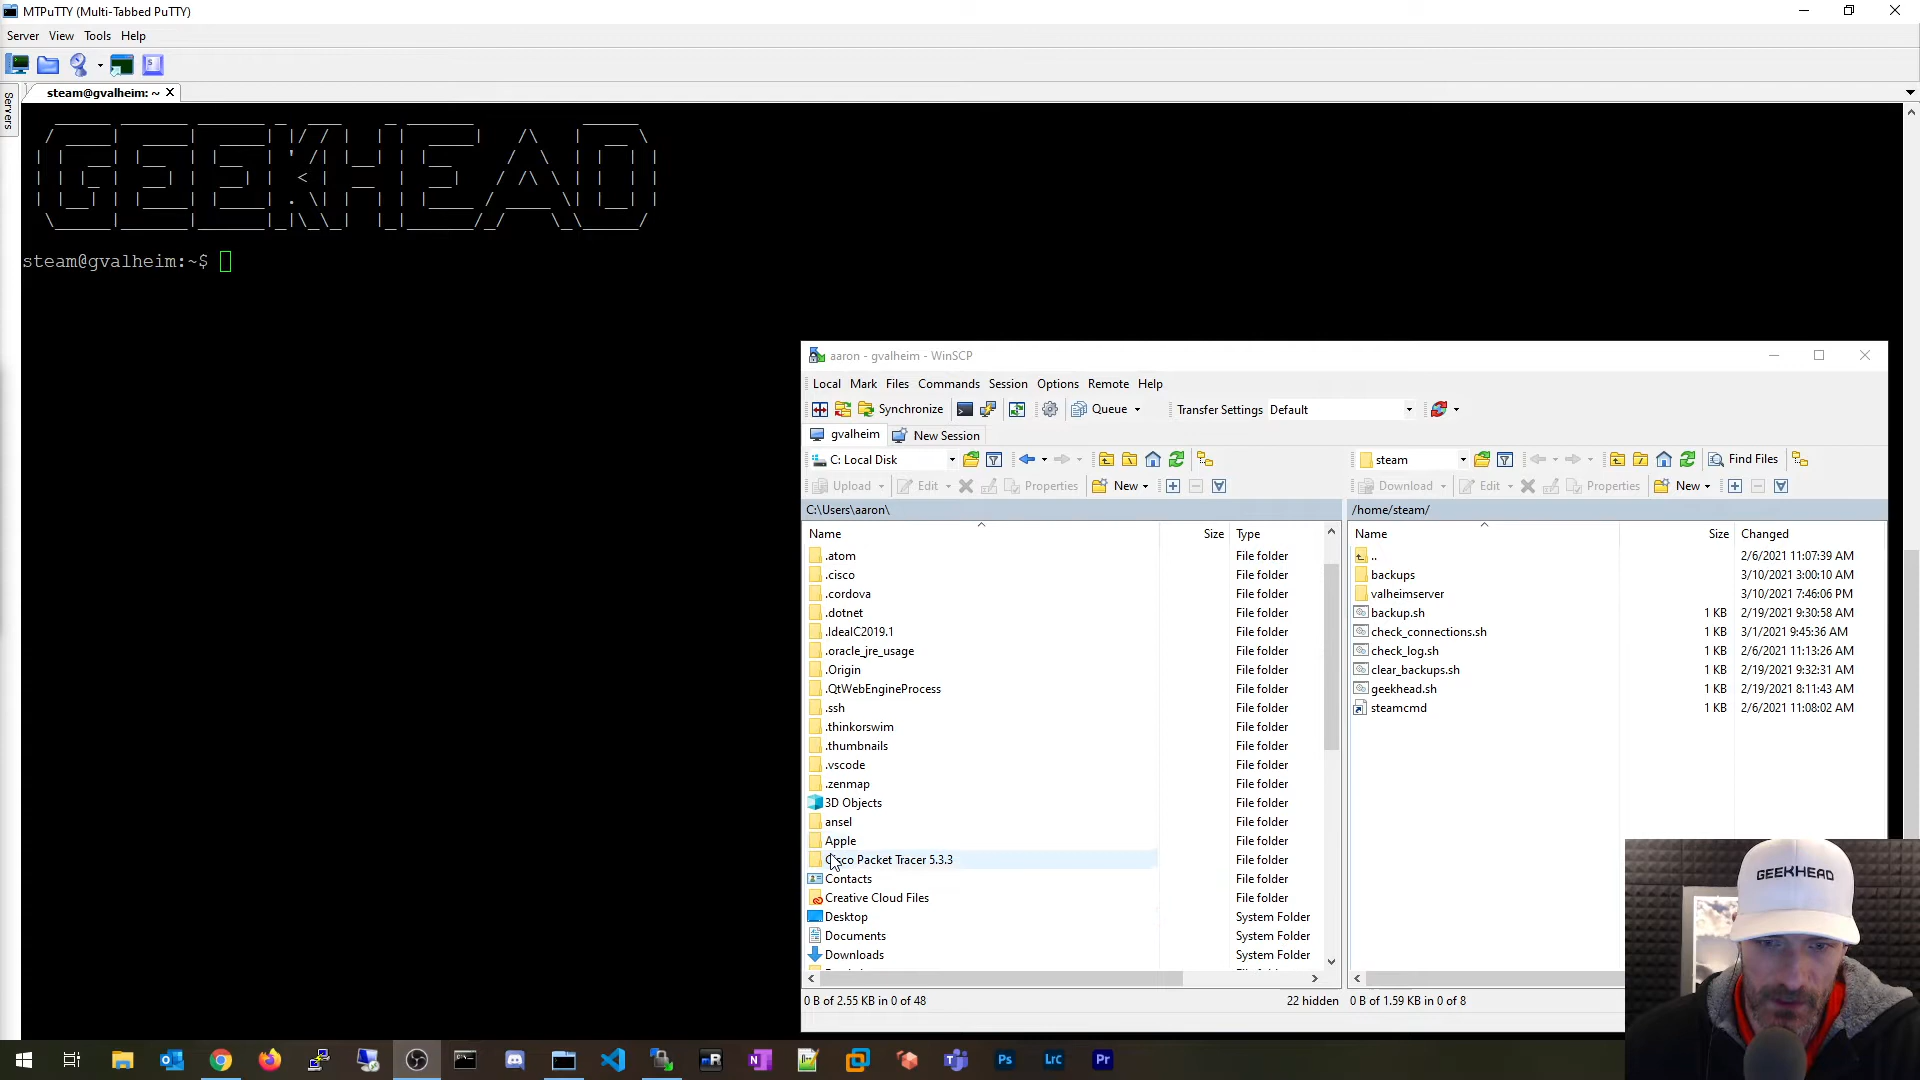 MTPuTTY (Multi-Tabbed PuTTY)
Server View Tools Help
Servers
steam@gvalheim: ~
GEEKHEAD
steam@gvalheim:~$
aaron - gvalheim - WinSCP
Local Mark Files Commands Session Options Remote Help
Synchronize Queue Transfer Settings Default
gvalheim New Session
C: Local Disk steam Find Files
Upload Edit Properties New Download Edit Properties New
C:\Users\aaron\ /home/steam/
Name Size Type Name Size Changed
.atom File folder .. 2/6/2021 11:07:39 AM
.cisco File folder backups 3/10/2021 3:00:10 AM
.cordova File folder valheimserver 3/10/2021 7:46:06 PM
.dotnet File folder backup.sh 1 KB 2/19/2021 9:30:58 AM
.IdeaIC2019.1 File folder check_connections.sh 1 KB 3/1/2021 9:45:36 AM
.oracle_jre_usage File folder check_log.sh 1 KB 2/6/2021 11:13:26 AM
.Origin File folder clear_backups.sh 1 KB 2/19/2021 9:32:31 AM
.QtWebEngineProcess File folder geekhead.sh 1 KB 2/19/2021 8:11:43 AM
.ssh File folder steamcmd 1 KB 2/6/2021 11:08:02 AM
.thinkorswim File folder
.thumbnails File folder
.vscode File folder
.zenmap File folder
3D Objects File folder
ansel File folder
Apple File folder
Cisco Packet Tracer 5.3.3 File folder
Contacts File folder
Creative Cloud Files File folder
Desktop System Folder
Documents System Folder
Downloads System Folder
0 B of 2.55 KB in 0 of 48 22 hidden 0 B of 1.59 KB in 0 of 8
GEEKHEAD
Ps Lrc Pr